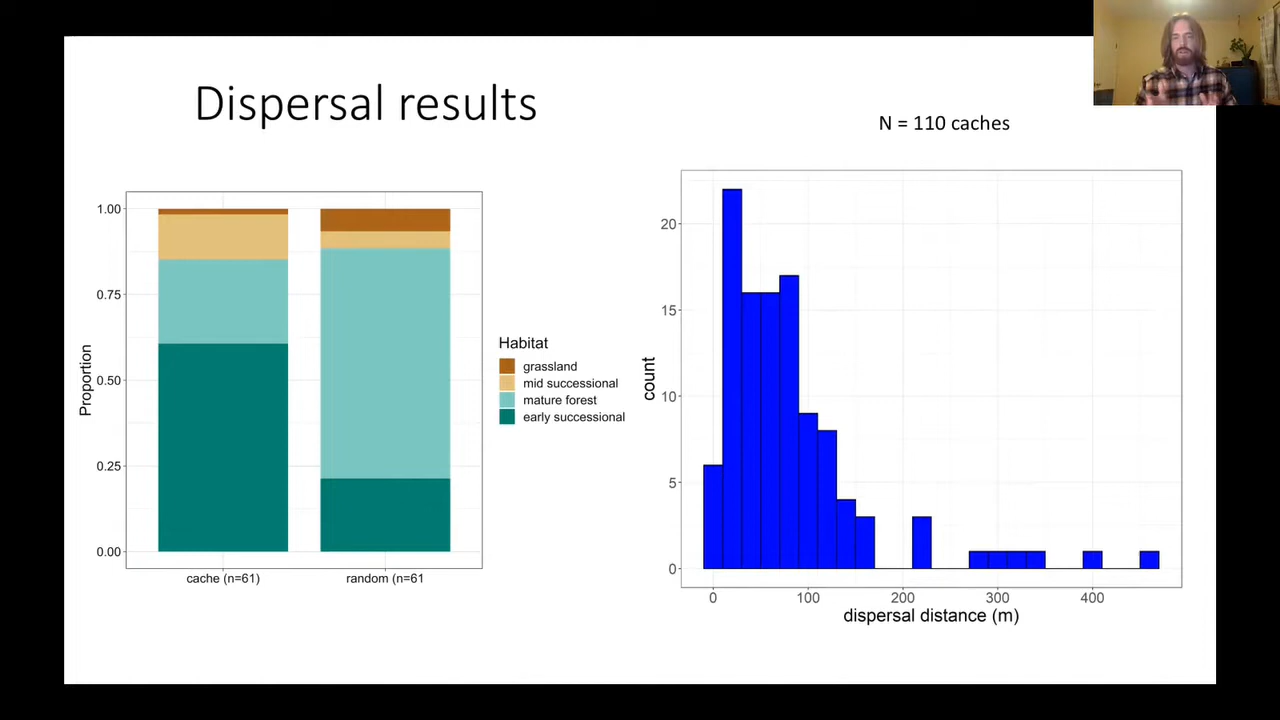 Dispersal results
N = 110 caches
1.00
0.75
0.50
0.25
0.00
Proportion
cache (n=61)
random (n=61
Habitat
grassland
mid successional
mature forest
early successional
20
15
10
5
0
count
0
100
200
300
400
dispersal distance (m)